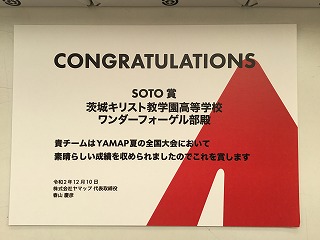 CONGRATULATIONS
SOTO 賞
茨城キリスト教学園高等学校
ワンダーフォーゲル部殿
貴チームはYAMAP夏の全国大会において
素晴らしい成績を収められましたのでこれを賞します
令和2年12月10日
株式会社ヤマップ 代表取締役
春山 慶彦